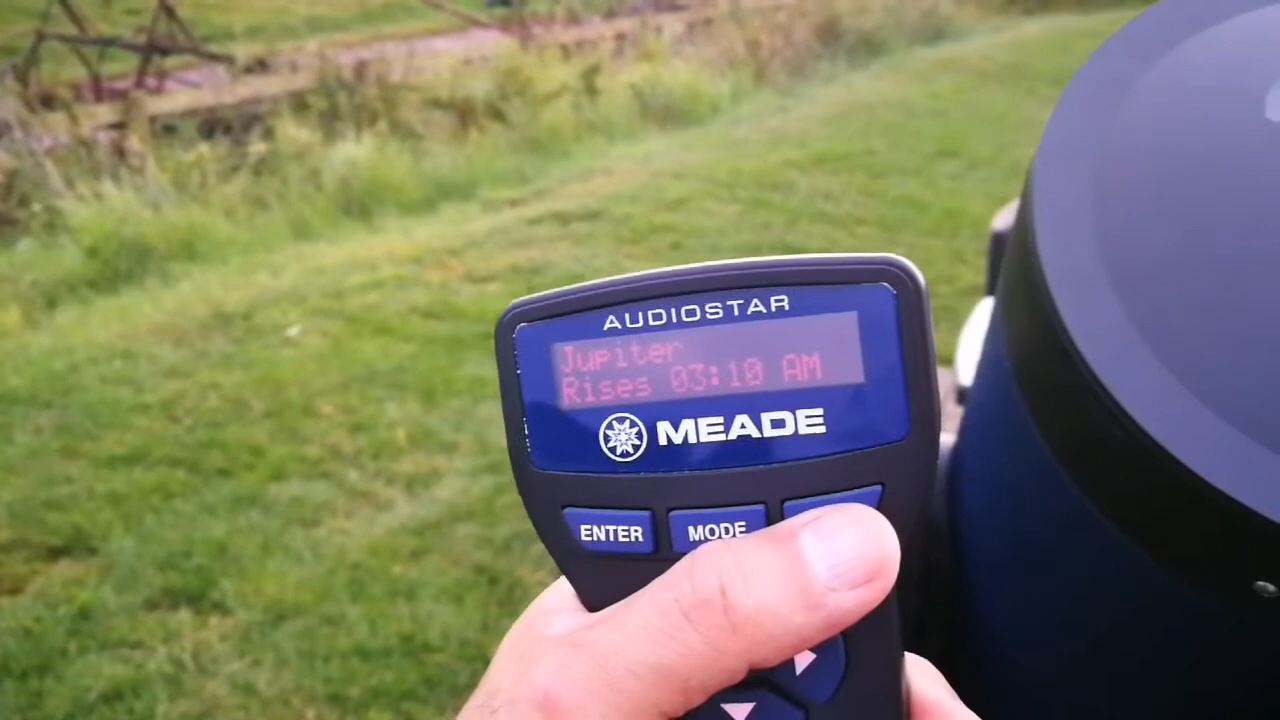 AUDIOSTAR
Jupiter
Rises 03:10 AM
MEADE
ENTER
MODE